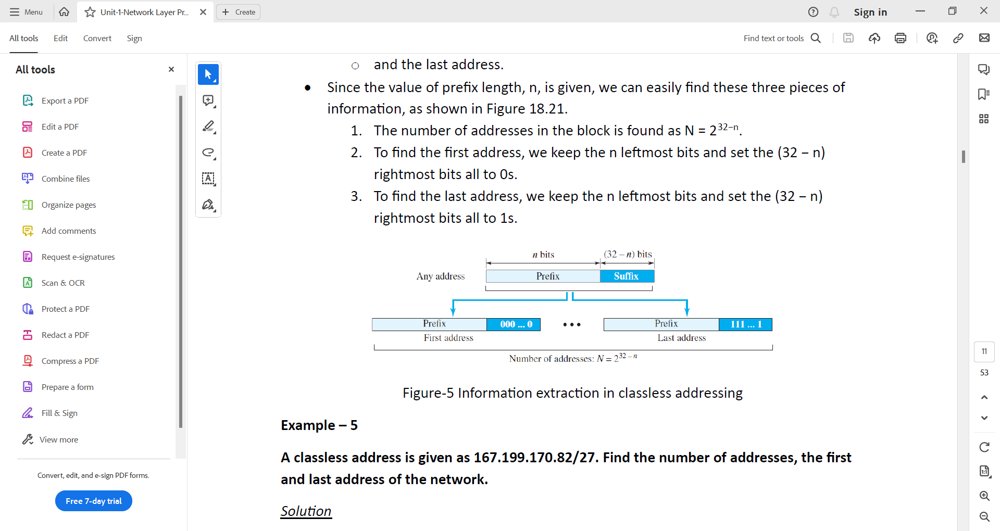 Menu
Unit-1-Network Layer Pr...
Create
Sign in
All tools
Edit
Convert
Sign
Find text or tools
All tools
Export a PDF
Edit a PDF
Create a PDF
Combine files
Organize pages
Add comments
Request e-signatures
Scan & OCR
Protect a PDF
Redact a PDF
Compress a PDF
Prepare a form
Fill & Sign
View more
Convert, edit, and e-sign PDF forms.
Free 7-day trial
○ and the last address.
• Since the value of prefix length, n, is given, we can easily find these three pieces of
information, as shown in Figure 18.21.
1. The number of addresses in the block is found as N = 2³²⁻ⁿ.
2. To find the first address, we keep the n leftmost bits and set the (32 − n)
rightmost bits all to 0s.
3. To find the last address, we keep the n leftmost bits and set the (32 − n)
rightmost bits all to 1s.
n bits (32 – n) bits
Any address Prefix Suffix
Prefix 000 ... 0 ••• Prefix 111 ... 1
First address Last address
Number of addresses: N = 2³² ⁻ ⁿ
Figure-5 Information extraction in classless addressing
Example – 5
A classless address is given as 167.199.170.82/27. Find the number of addresses, the first
and last address of the network.
Solution
11
53
1:1